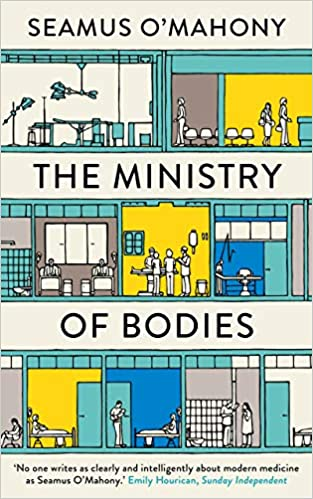 SEAMUS O’MAHONY
THE MINISTRY
OF BODIES
‘No one writes as clearly and intelligently about modern medicine
as Seamus O’Mahony.’ Emily Hourican, Sunday Independent